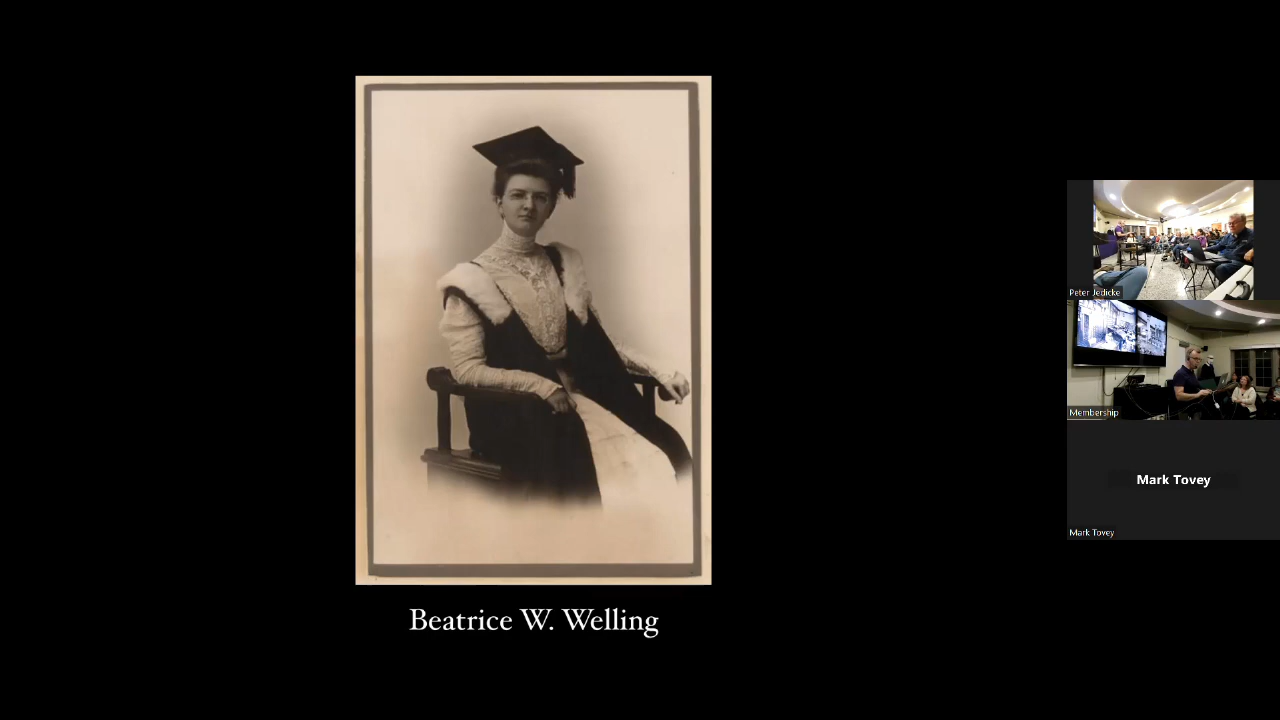 Beatrice W. Welling
Peter Jedicke
Membership
Mark Tovey
Mark Tovey